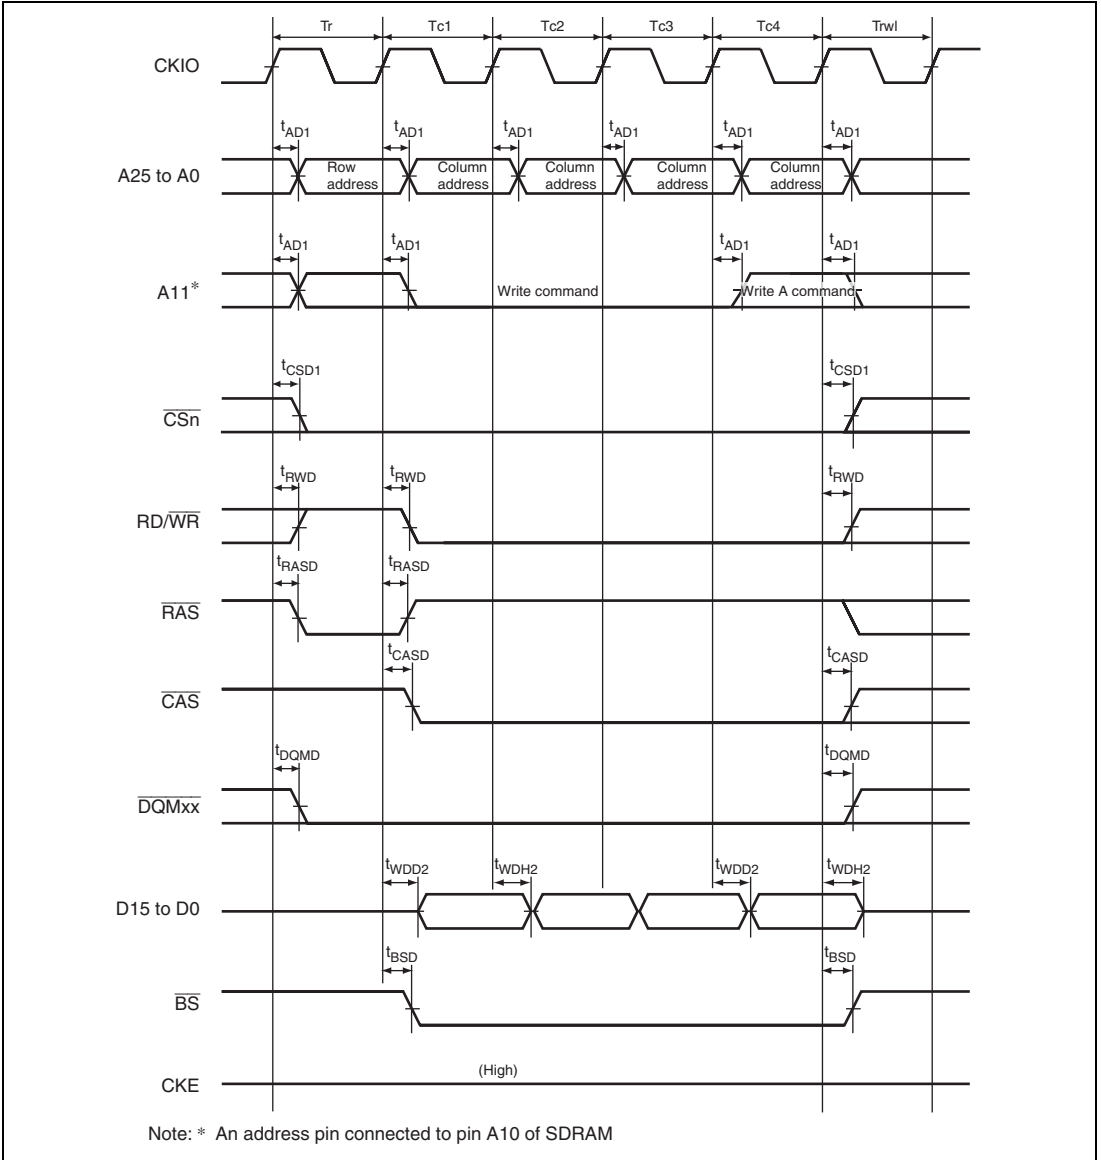 Tr Tc1 Tc2 Tc3 Tc4 Trwl
CKIO
tAD1 tAD1 tAD1 tAD1 tAD1 tAD1
A25 to A0
Row address Column address Column address Column address Column address
tAD1 tAD1 tAD1 tAD1
A11*
Write command Write A command
tCSD1 tCSD1
CSn
tRWD tRWD tRWD
RD/WR
tRASD tRASD
RAS
tCASD tCASD
CAS
tDQMD tDQMD
DQMxx
tWDD2 tWDH2 tWDD2 tWDH2
D15 to D0
tBSD tBSD
BS
(High)
CKE
Note: * An address pin connected to pin A10 of SDRAM